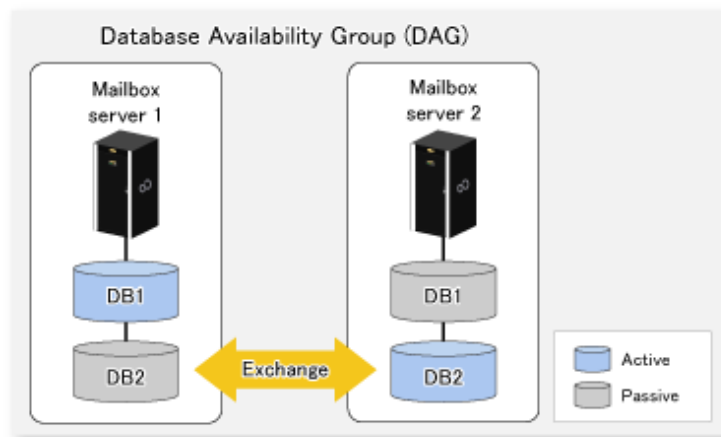 Database Availability Group (DAG)
Mailbox
server 1
Mailbox
server 2
DB1
DB1
DB2
Exchange
DB2
Active
Passive